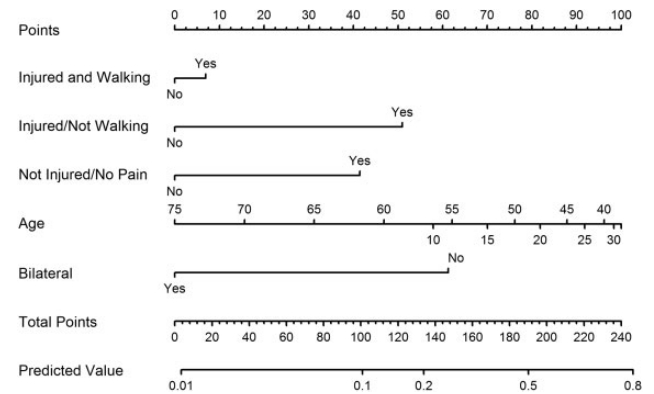 Points 0 10 20 30 40 50 60 70 80 90 100
Yes
Injured and Walking
No
Yes
Injured/Not Walking
No
Yes
Not Injured/No Pain
No
75 70 65 60 55 50 45 40
Age
10 15 20 25 30
No
Bilateral
Yes
Total Points
0 20 40 60 80 100 120 140 160 180 200 220 240
Predicted Value
0.01 0.1 0.2 0.5 0.8